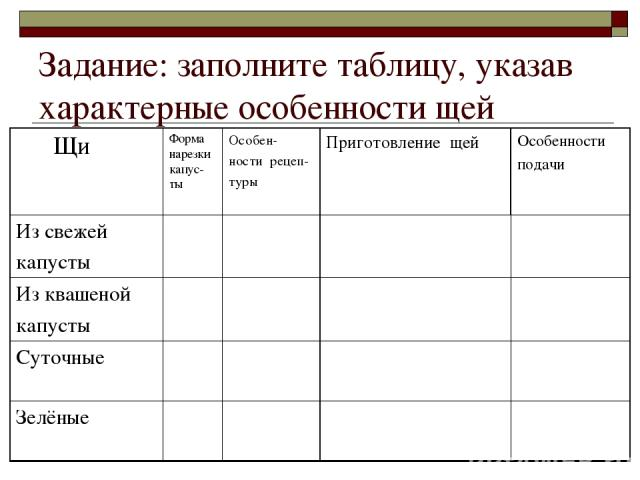 Задание: заполните таблицу, указав
характерные особенности щей
Щи
Форма
нарезки
капус-
ты
Особен-
ности рецеп-
туры
Приготовление щей
Особенности
подачи
Из свежей
капусты
Из квашеной
капусты
Суточные
Зелёные